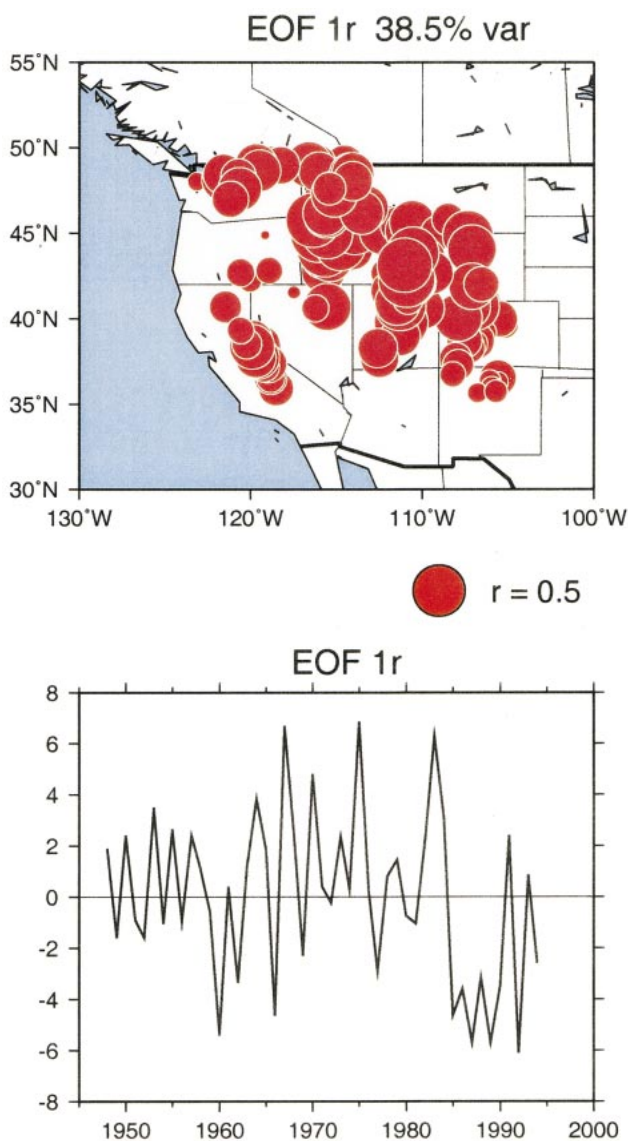 EOF 1r 38.5% var
55˚N
50˚N
45˚N
40˚N
35˚N
30˚N
130˚W 120˚W 110˚W 100˚W
r = 0.5
EOF 1r
8
6
4
2
0
-2
-4
-6
-8
1950 1960 1970 1980 1990 2000